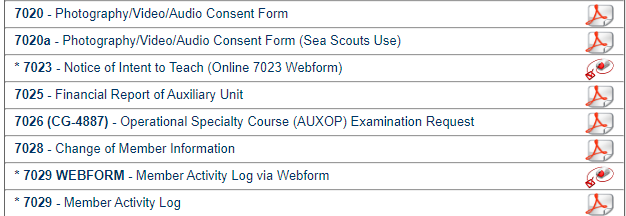 7020 - Photography/Video/Audio Consent Form
7020a - Photography/Video/Audio Consent Form (Sea Scouts Use)
* 7023 - Notice of Intent to Teach (Online 7023 Webform)
7025 - Financial Report of Auxiliary Unit
7026 (CG-4887) - Operational Specialty Course (AUXOP) Examination Request
7028 - Change of Member Information
* 7029 WEBFORM - Member Activity Log via Webform
* 7029 - Member Activity Log